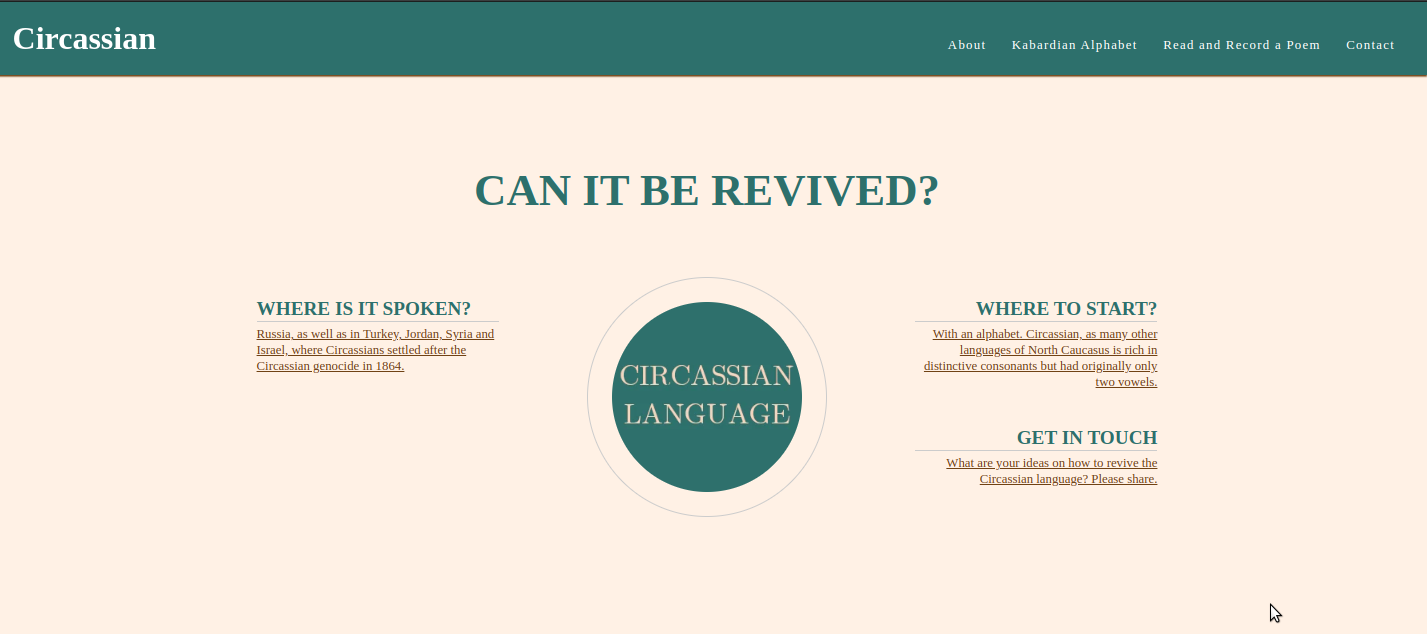 Circassian
About
Kabardian Alphabet
Read and Record a Poem
Contact
CAN IT BE REVIVED?
WHERE IS IT SPOKEN?
Russia, as well as in Turkey, Jordan, Syria and
Israel, where Circassians settled after the
Circassian genocide in 1864.
CIRCASSIAN
LANGUAGE
WHERE TO START?
With an alphabet. Circassian, as many other
languages of North Caucasus is rich in
distinctive consonants but had originally only
two vowels.
GET IN TOUCH
What are your ideas on how to revive the
Circassian language? Please share.